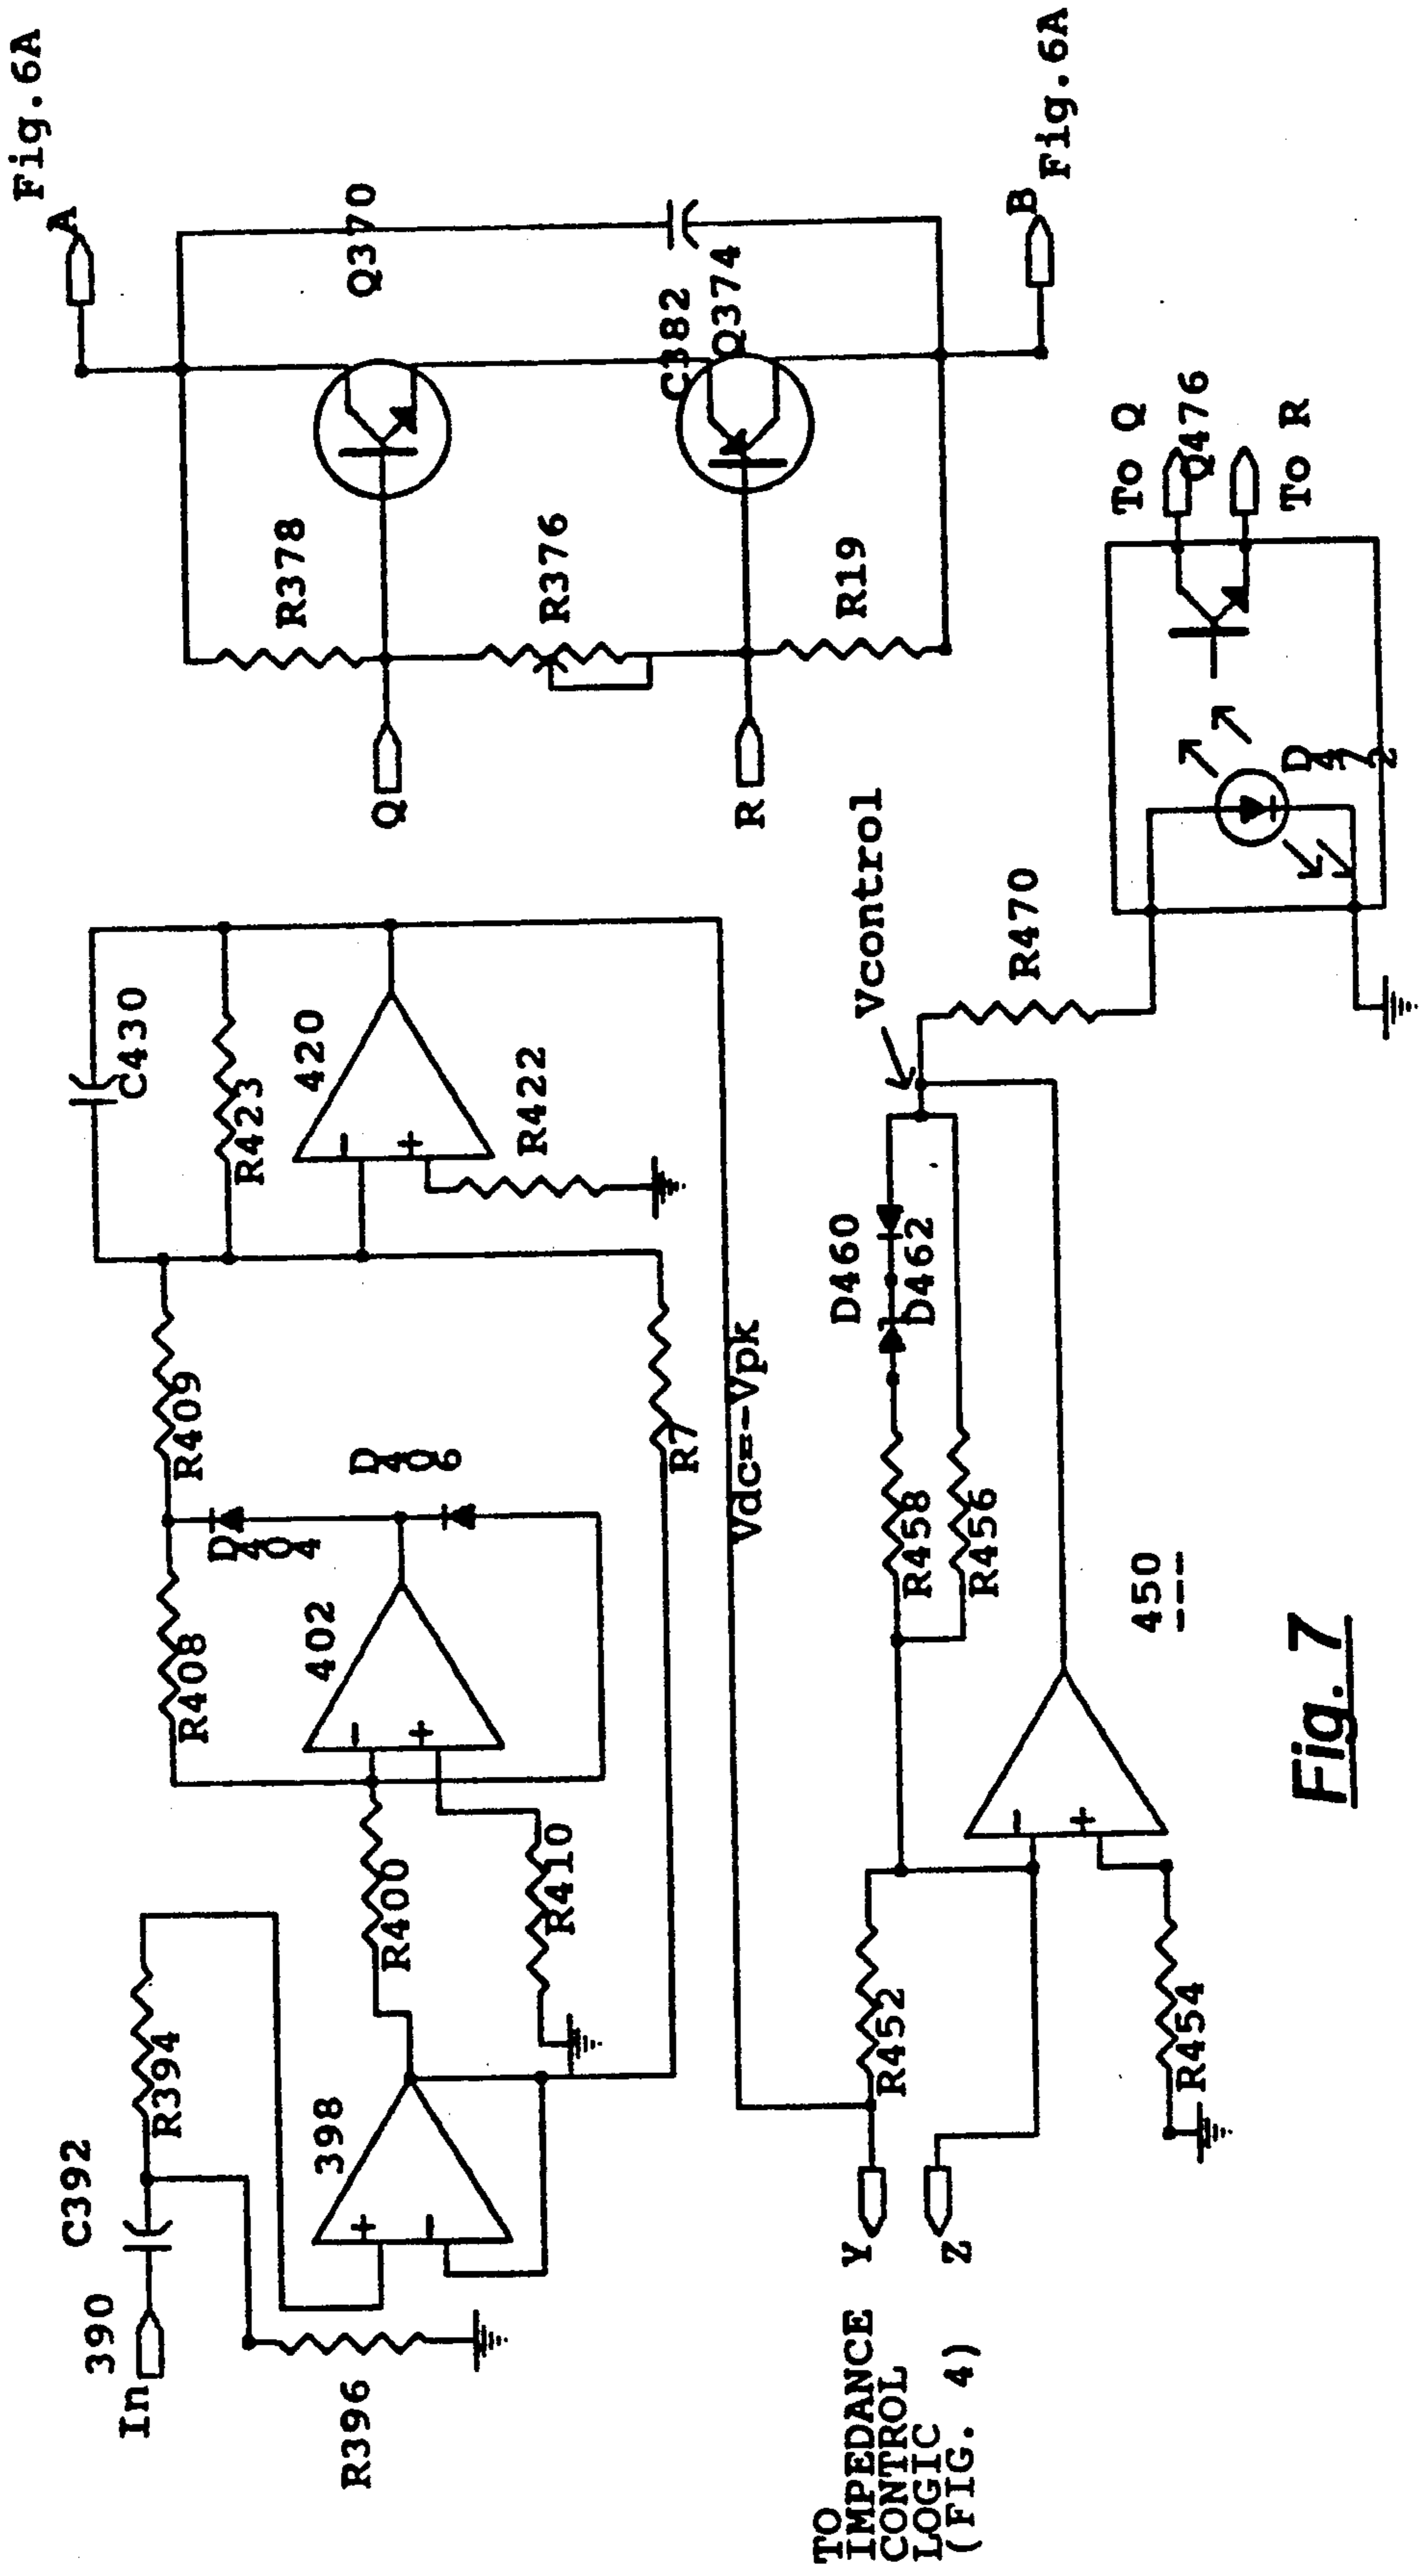 Fig.6A
A
C430
C392
R394
390
In
R396
398
R400
R410
R408
402
R409
D404
D406
R423
420
R422
R7
Vdc=-Vpk
Q
R
R378
R376
R19
Q370
C382
Q374
B
Fig.6A
TO
IMPEDANCE
CONTROL
LOGIC
(FIG. 4)
Y
Z
R452
R454
R458
R456
D460
D462
450
Vcontrol
R470
D472
To Q
Q476
To R
+
-
-
+
-
+
-
+
Fig. 7